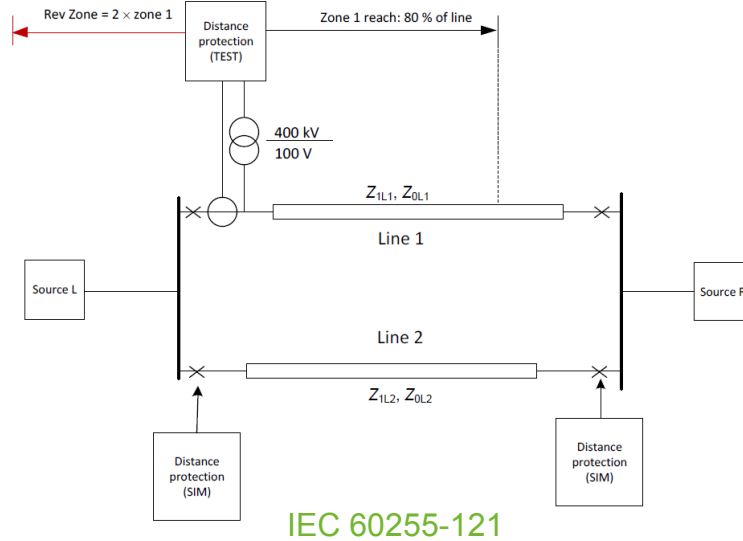 Rev Zone = 2 × zone 1
Distance
protection
(TEST)
Zone 1 reach: 80 % of line
400 kV
100 V
Z1L1, Z0L1
Line 1
Source L
Source R
Line 2
Z1L2, Z0L2
Distance
protection
(SIM)
Distance
protection
(SIM)
IEC 60255-121